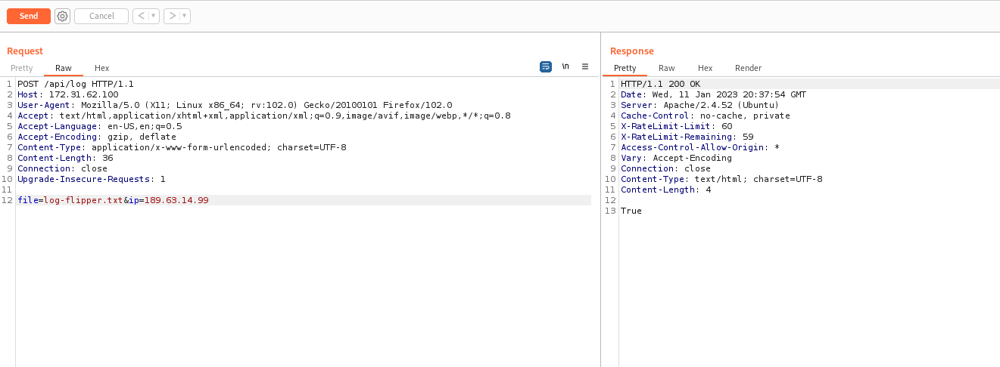 Send Cancel < >
Request
Pretty Raw Hex \n
1 POST /api/log HTTP/1.1
2 Host: 172.31.62.100
3 User-Agent: Mozilla/5.0 (X11; Linux x86_64; rv:102.0) Gecko/20100101 Firefox/102.0
4 Accept: text/html,application/xhtml+xml,application/xml;q=0.9,image/avif,image/webp,*/*;q=0.8
5 Accept-Language: en-US,en;q=0.5
6 Accept-Encoding: gzip, deflate
7 Content-Type: application/x-www-form-urlencoded; charset=UTF-8
8 Content-Length: 36
9 Connection: close
10 Upgrade-Insecure-Requests: 1
11
12 file=log-flipper.txt&ip=189.63.14.99
Response
Pretty Raw Hex Render
1 HTTP/1.1 200 OK
2 Date: Wed, 11 Jan 2023 20:37:54 GMT
3 Server: Apache/2.4.52 (Ubuntu)
4 Cache-Control: no-cache, private
5 X-RateLimit-Limit: 60
6 X-RateLimit-Remaining: 59
7 Access-Control-Allow-Origin: *
8 Vary: Accept-Encoding
9 Connection: close
10 Content-Type: text/html; charset=UTF-8
11 Content-Length: 4
12
13 True